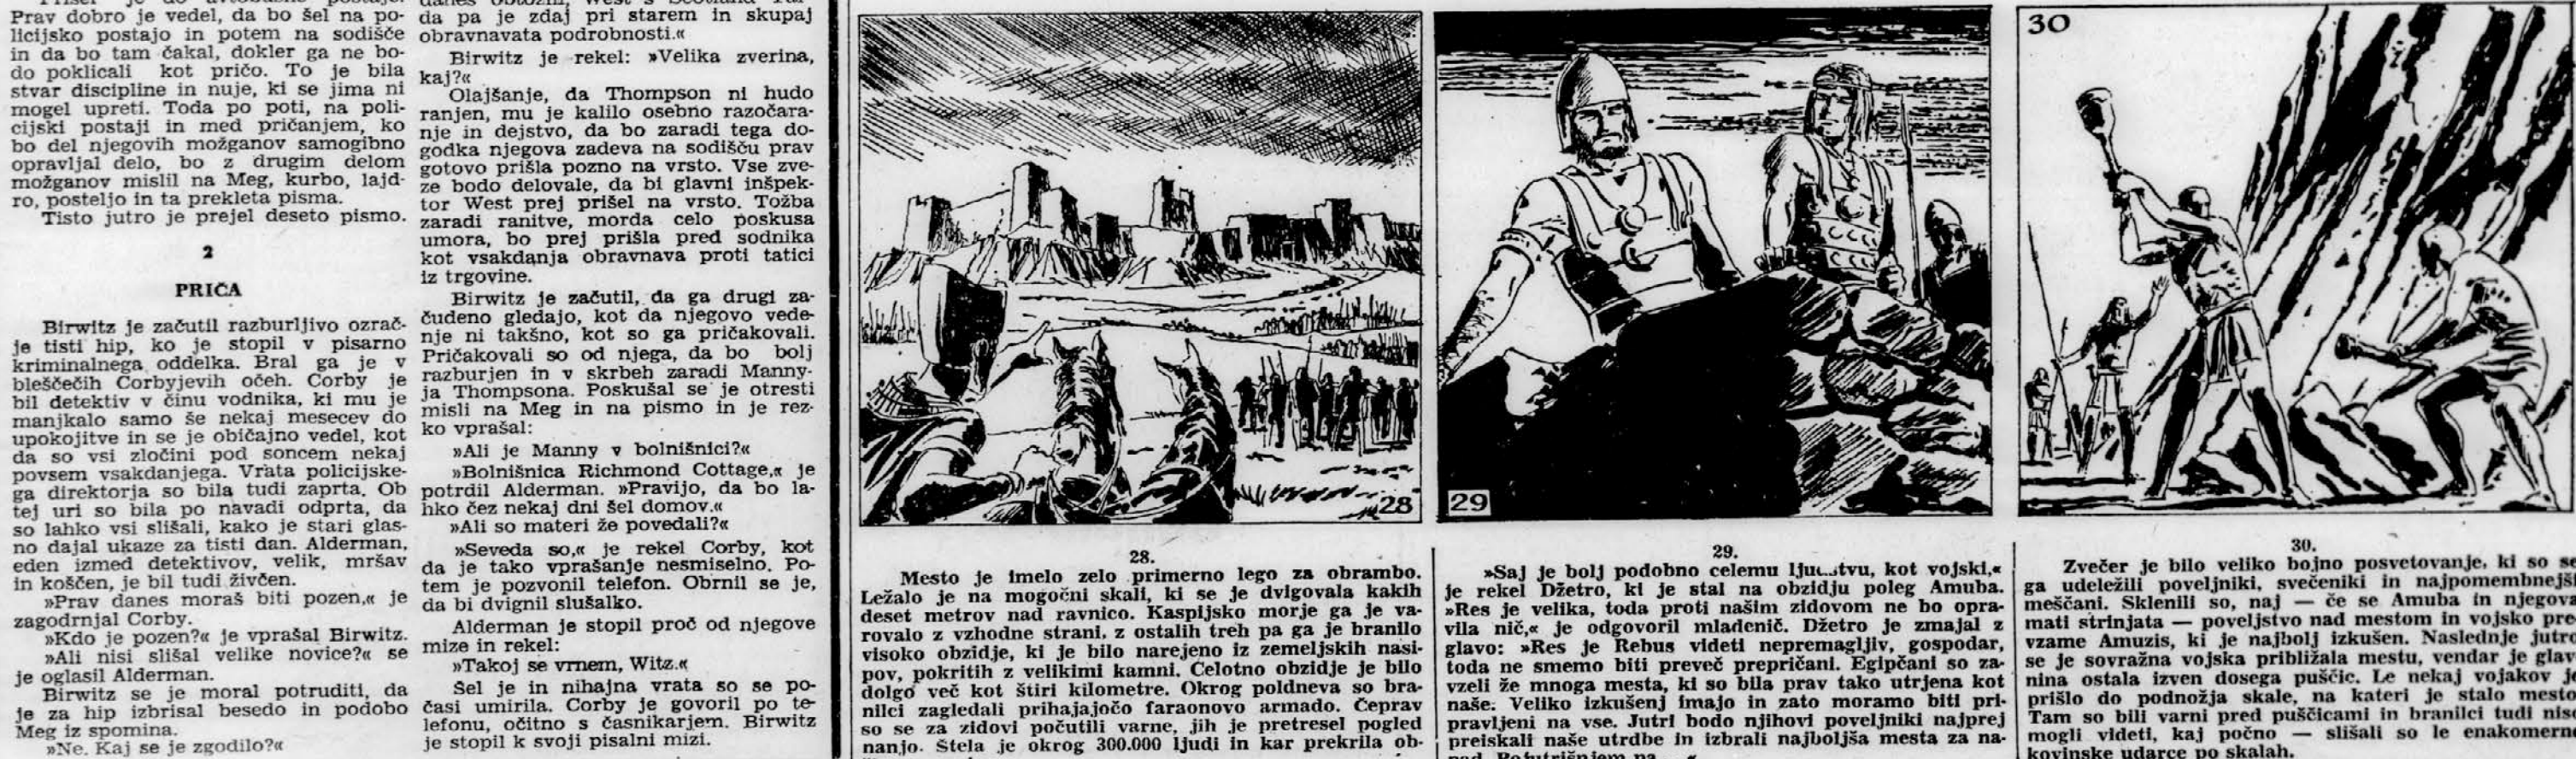 Prav dobro je vedel, da bo šel na po-
licijsko postajo in potem na sodišče
in da bo tam čakal, dokler ga ne bo-
do poklicali kot pričo. To je bila
stvar discipline in nuje, ki se jima ni
mogel upreti. Toda po poti, na poli-
cijski postaji in med pričanjem, ko
bo del njegovih možganov samogibno
opravljal delo, bo z drugim delom
možganov mislil na Meg, kurbo, lajd-
ro, posteljo in ta prekleta pisma.
Tisto jutro je prejel deseto pismo.
2
PRIČA
Birwitz je začutil razburljivo ozrač-
je tisti hip, ko je stopil v pisarno
kriminalnega oddelka. Bral ga je v
bleščečih Corbyjevih očeh. Corby je
bil detektiv v činu vodnika, ki mu je
manjkalo samo še nekaj mesecev do
upokojitve in se je običajno vedel, kot
da so vsi zločini pod soncem nekaj
povsem vsakdanjega. Vrata policijske-
ga direktorja so bila tudi zaprta. Ob
tej uri so bila po navadi odprta, da
so lahko vsi slišali, kako je stari glas-
no dajal ukaze za tisti dan. Alderman,
eden izmed detektivov, velik, mršav
in koščen, je bil tudi živčen.
»Prav danes moraš biti pozen,« je
zagodrnjal Corby.
»Kdo je pozen?« je vprašal Birwitz.
»Ali nisi slišal velike novice?« se
je oglasil Alderman.
Birwitz se je moral potruditi, da
je za hip izbrisal besedo in podobo
Meg iz spomina.
»Ne. Kaj se je zgodilo?«
da pa je zdaj pri starem in skupaj
obravnavata podrobnosti.«
Birwitz je rekel: »Velika zverina,
kaj?«
Olajšanje, da Thompson ni hudo
ranjen, mu je kalilo osebno razočara-
nje in dejstvo, da bo zaradi tega do-
godka njegova zadeva na sodišču prav
gotovo prišla pozno na vrsto. Vse zve-
ze bodo delovale, da bi glavni inšpek-
tor West prej prišel na vrsto. Tožba
zaradi ranitve, morda celo poskusa
umora, bo prej prišla pred sodnika
kot vsakdanja obravnava proti tatici
iz trgovine.
Birwitz je začutil, da ga drugi za-
čudeno gledajo, kot da njegovo vede-
nje ni takšno, kot so ga pričakovali.
Pričakovali so od njega, da bo bolj
razburjen in v skrbeh zaradi Manny-
ja Thompsona. Poskušal se je otresti
misli na Meg in na pismo in je rez-
ko vprašal:
»Ali je Manny v bolnišnici?«
»Bolnišnica Richmond Cottage,« je
potrdil Alderman. »Pravijo, da bo la-
hko čez nekaj dni šel domov.«
»Ali so materi že povedali?«
»Seveda so,« je rekel Corby, kot
da je tako vprašanje nesmiselno. Po-
tem je pozvonil telefon. Obrnil se je,
da bi dvignil slušalko.
Alderman je stopil proč od njegove
mize in rekel:
»Takoj se vrnem, Witz.«
Šel je in nihajna vrata so se po-
časi umirila. Corby je govoril po te-
lefonu, očitno s časnikarjem. Birwitz
je stopil k svoji pisalni mizi.
28
28.
Mesto je imelo zelo primerno lego za obrambo.
Ležalo je na mogočni skali, ki se je dvigovala kakih
deset metrov nad ravnico. Kaspijsko morje ga je va-
rovalo z vzhodne strani, z ostalih treh pa ga je branilo
visoko obzidje, ki je bilo narejeno iz zemeljskih nasi-
pov, pokritih z velikimi kamni. Celotno obzidje je bilo
dolgo več kot štiri kilometre. Okrog poldneva so bra-
nilci zagledali prihajajočo faraonovo armado. Čeprav
so se za zidovi počutili varne, jih je pretresel pogled
nanjo. Štela je okrog 300.000 ljudi in kar prekrila ob-
29
29.
»Saj je bolj podobno celemu kot vojski,«
je rekel Džetro, ki je stal na obzidju poleg Amuba.
»Res je velika, toda proti našim zidovom ne bo opra-
vila nič,« je odgovoril mladenič. Džetro je zmajal z
glavo: »Res je Rebus videti nepremagljiv, gospodar,
toda ne smemo biti preveč prepričani. Egipčani so za-
vzeli že mnoga mesta, ki so bila prav tako utrjena kot
naše. Veliko izkušenj imajo in zato moramo biti pri-
pravljeni na vse. Jutri bodo njihovi poveljniki najprej
preiskali naše utrdbe in izbrali najboljša mesta za na-
30
30.
Zvečer je bilo veliko bojno posvetovanje, ki so se
ga udeležili poveljniki, svečeniki in najpomembnejši
meščani. Sklenili so, naj — če se Amuba in njegova
mati strinjata — poveljstvo nad mestom in vojsko pre
vzame Amuzis, ki je najbolj izkušen. Naslednje jutro
se je sovražna vojska približala mestu, vendar je glav
nina ostala izven dosega puščic. Le nekaj vojakov je
prišlo do podnožja skale, na kateri je stalo mesto
Tam so bili varni pred puščicami in branilci tudi niso
mogli videti, kaj počno — slišali so le enakomerne
kovinske udarce po skalah.